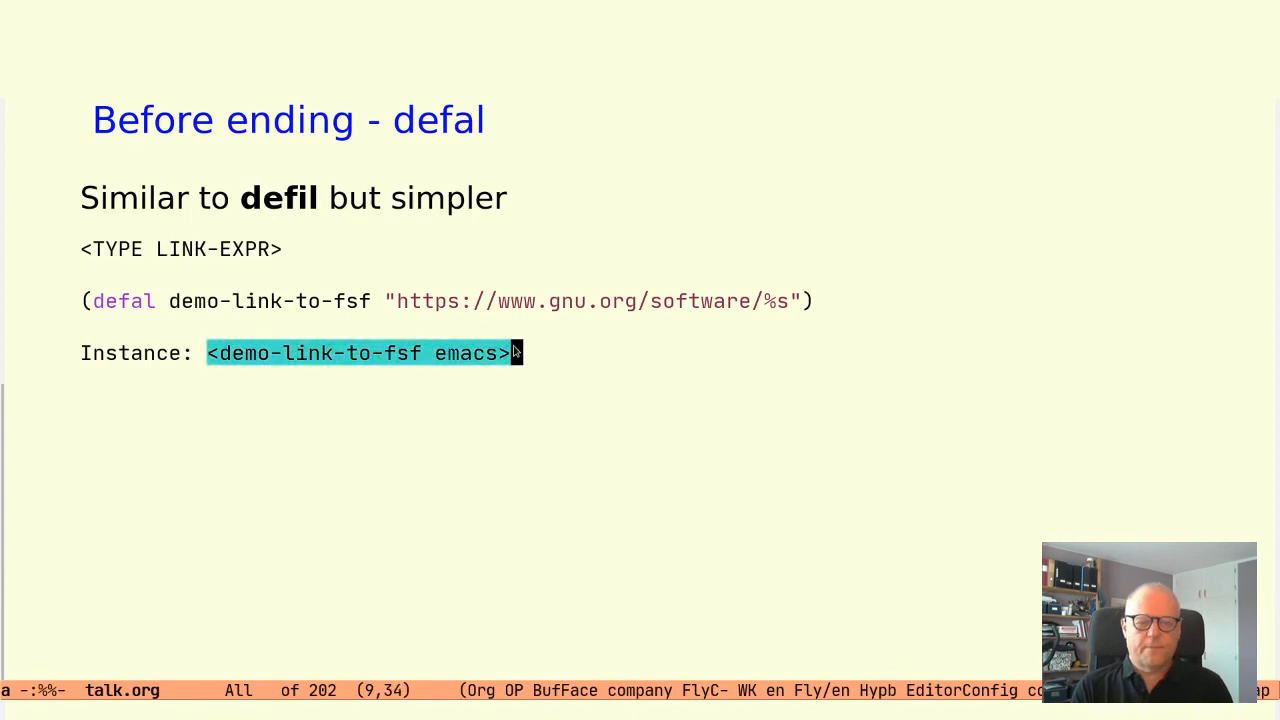 Before ending - defal
Similar to defil but simpler
<TYPE LINK-EXPR>
(defal demo-link-to-fsf "https://www.gnu.org/software/%s")
Instance: <demo-link-to-fsf emacs>
a -:%%-  talk.org       All   of 202  (9,34)     (Org OP BufFace company FlyC- WK en Fly/en Hypb EditorConfig co ap